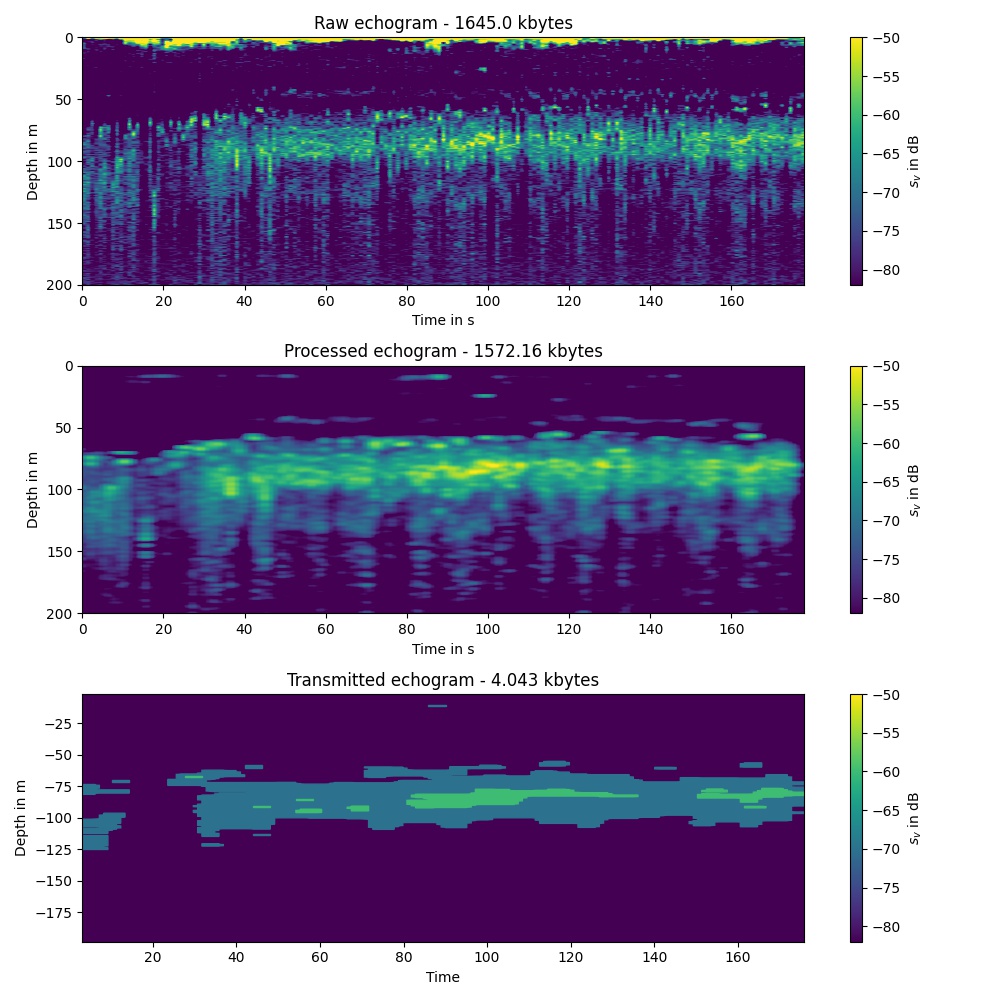 Raw echogram - 1645.0 kbytes
0
50
100
150
200
Depth in m
0 20 40 60 80 100 120 140 160
Time in s
−50
−55
−60
−65
−70
−75
−80
sv in dB
Processed echogram - 1572.16 kbytes
0
50
100
150
200
Depth in m
0 20 40 60 80 100 120 140 160
Time in s
−50
−55
−60
−65
−70
−75
−80
sv in dB
Transmitted echogram - 4.043 kbytes
−25
−50
−75
−100
−125
−150
−175
Depth in m
20 40 60 80 100 120 140 160
Time
−50
−55
−60
−65
−70
−75
−80
sv in dB